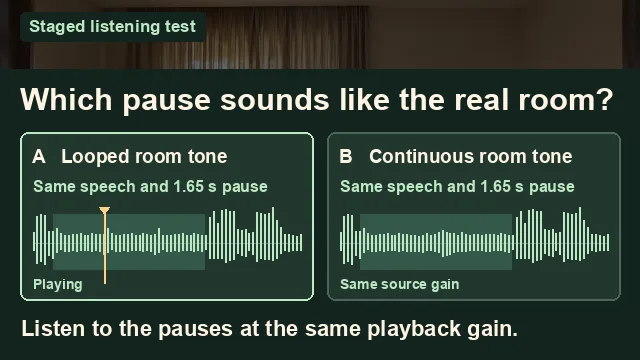 Staged listening test
Which pause sounds like the real room?
A Looped room tone
Same speech and 1.65 s pause
Playing
B Continuous room tone
Same speech and 1.65 s pause
Same source gain
Listen to the pauses at the same playback gain.